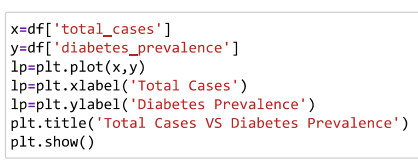 x=df['total_cases']
y=df['diabetes_prevalence']
lp=plt.plot(x,y)
lp=plt.xlabel('Total Cases')
lp=plt.ylabel('Diabetes Prevalence')
plt.title('Total Cases VS Diabetes Prevalence')
plt.show()